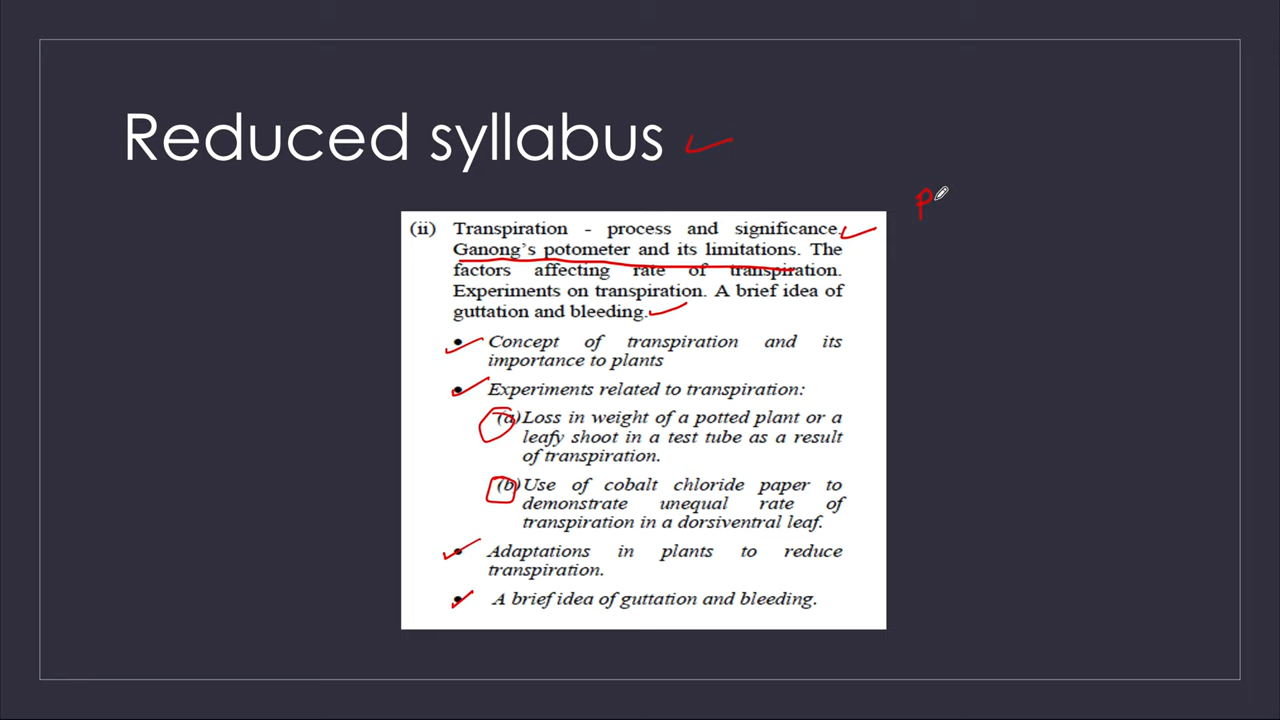 Reduced syllabus
P
(ii) Transpiration - process and significance.
Ganong's potometer and its limitations. The
factors affecting rate of transpiration.
Experiments on transpiration. A brief idea of
guttation and bleeding.
• Concept of transpiration and its
importance to plants
• Experiments related to transpiration:
(a) Loss in weight of a potted plant or a
leafy shoot in a test tube as a result
of transpiration.
(b) Use of cobalt chloride paper to
demonstrate unequal rate of
transpiration in a dorsiventral leaf.
• Adaptations in plants to reduce
transpiration.
• A brief idea of guttation and bleeding.